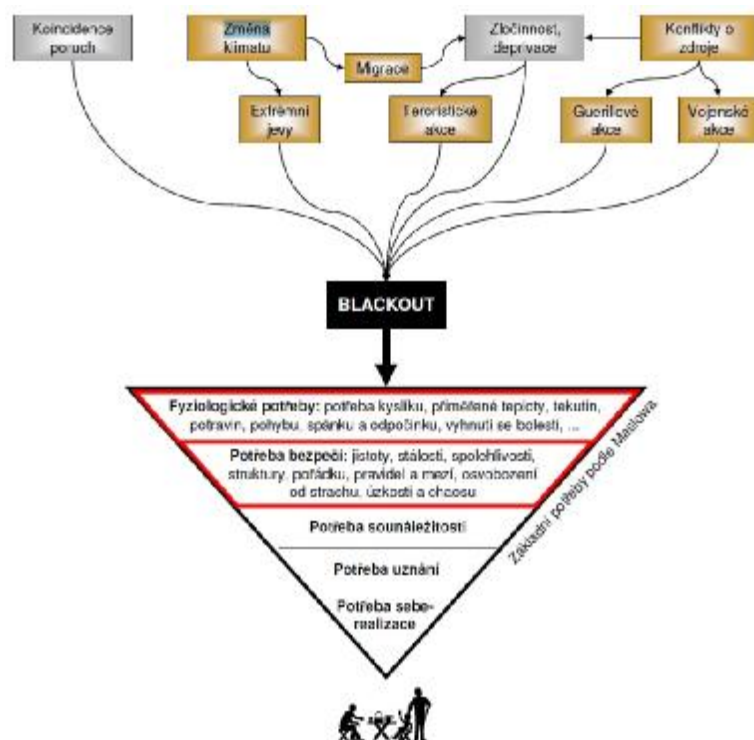 Koincidence
poruch
Změna
klimatu
Migrace
Zločinnost,
deprivace
Konflikty o
zdroje
Extrémní
jevy
Teroristické
akce
Guerillové
akce
Vojenské
akce
BLACKOUT
Fyziologické potřeby: potřeba kyslíku, přiměřené teploty, tekutin,
potravin, pohybu, spánku a odpočinku, vyhnutí se bolesti, ...
Potřeba bezpečí: jistoty, stálosti, spolehlivosti,
struktury, pořádku, pravidel a mezí, osvobození
od strachu, úzkosti a chaosu
Potřeba sounáležitosti
Potřeba uznání
Potřeba sebe-
realizace
Základní potřeby podle Maslowa